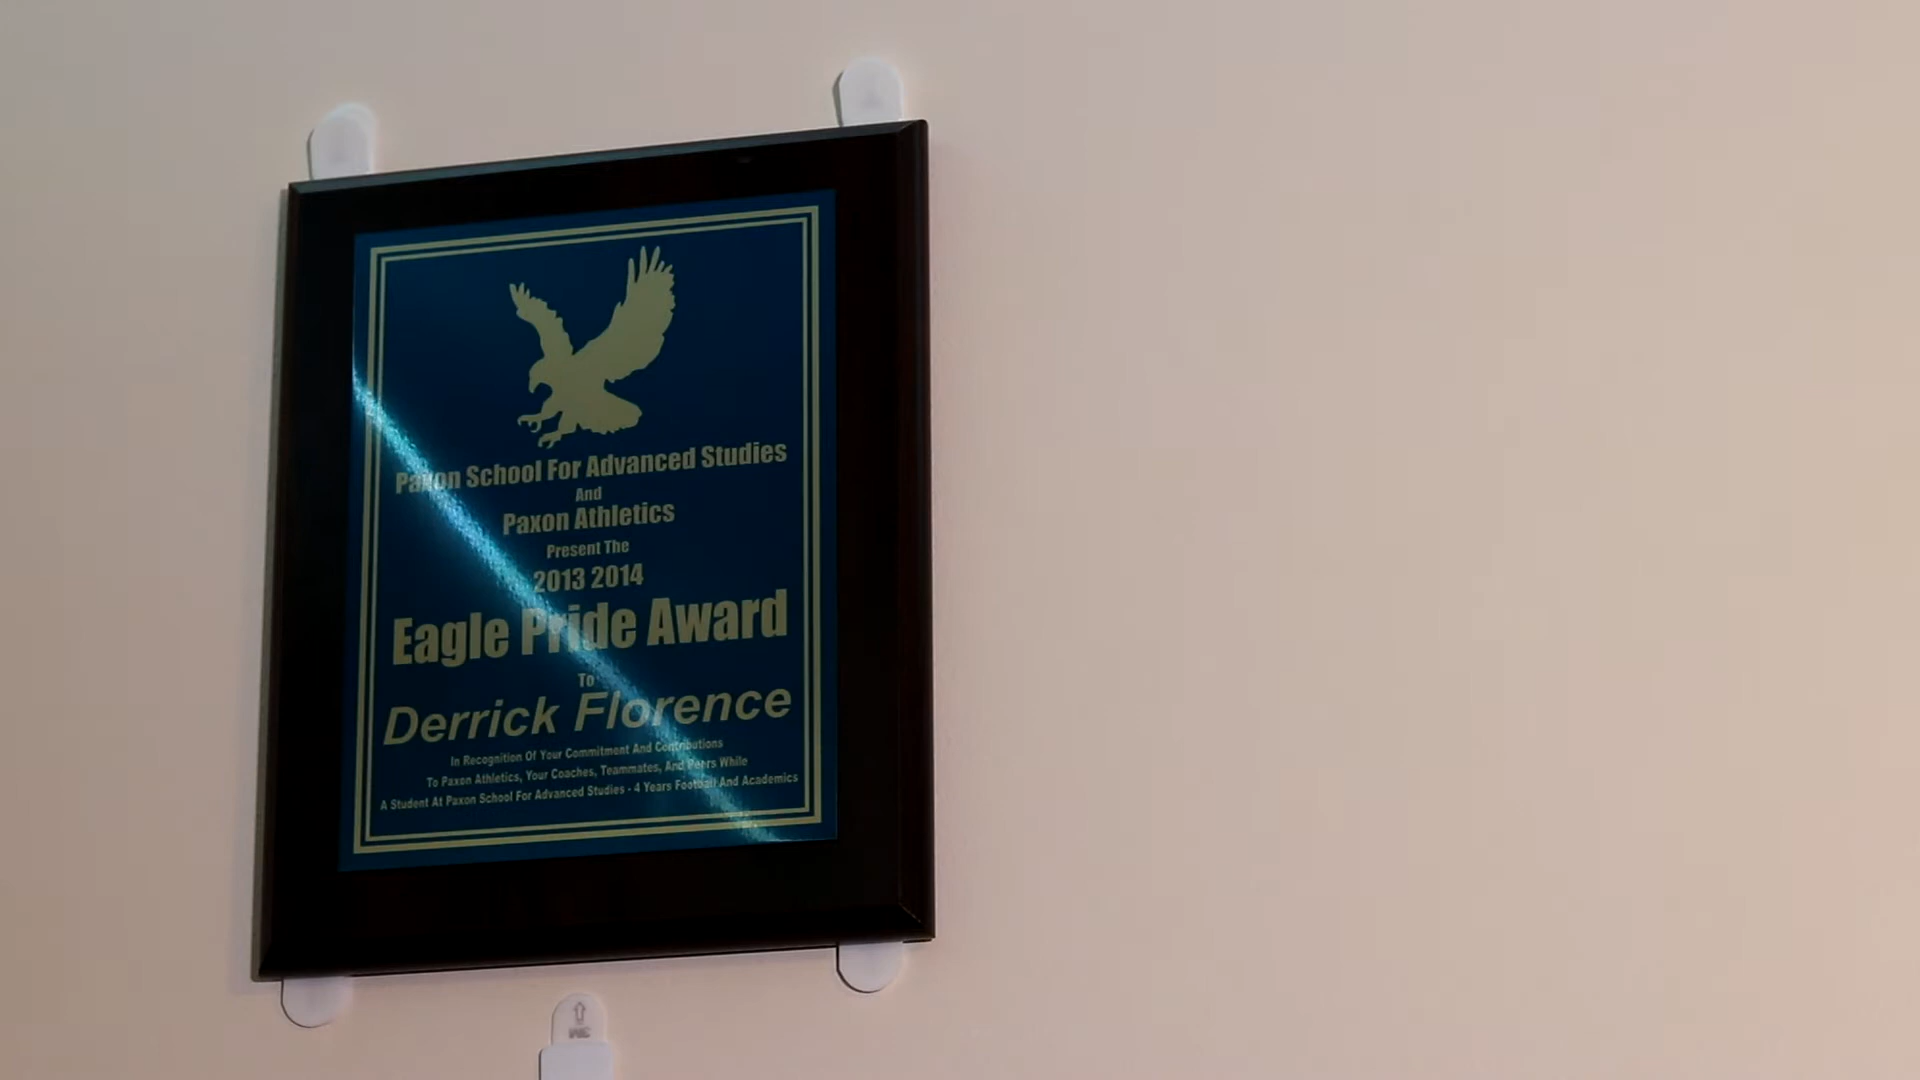 Paxon School For Advanced Studies
And
Paxon Athletics
Present The
2013 2014
Eagle Pride Award
To
Derrick Florence
In Recognition Of Your Commitment And Contributions
To Paxon Athletics, Your Coaches, Teammates, And Peers While
A Student At Paxon School For Advanced Studies - 4 Years Football And Academics